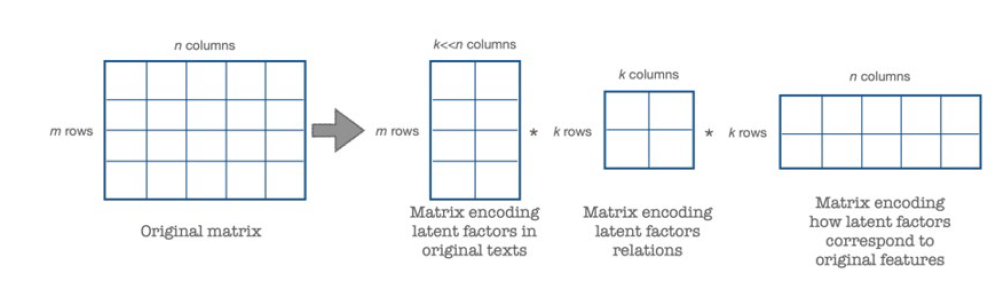 n columns
m rows
Original matrix
k<<n columns
m rows
*
Matrix encoding
latent factors in
original texts
k columns
k rows
*
Matrix encoding
latent factors
relations
n columns
k rows
Matrix encoding
how latent factors
correspond to
original features